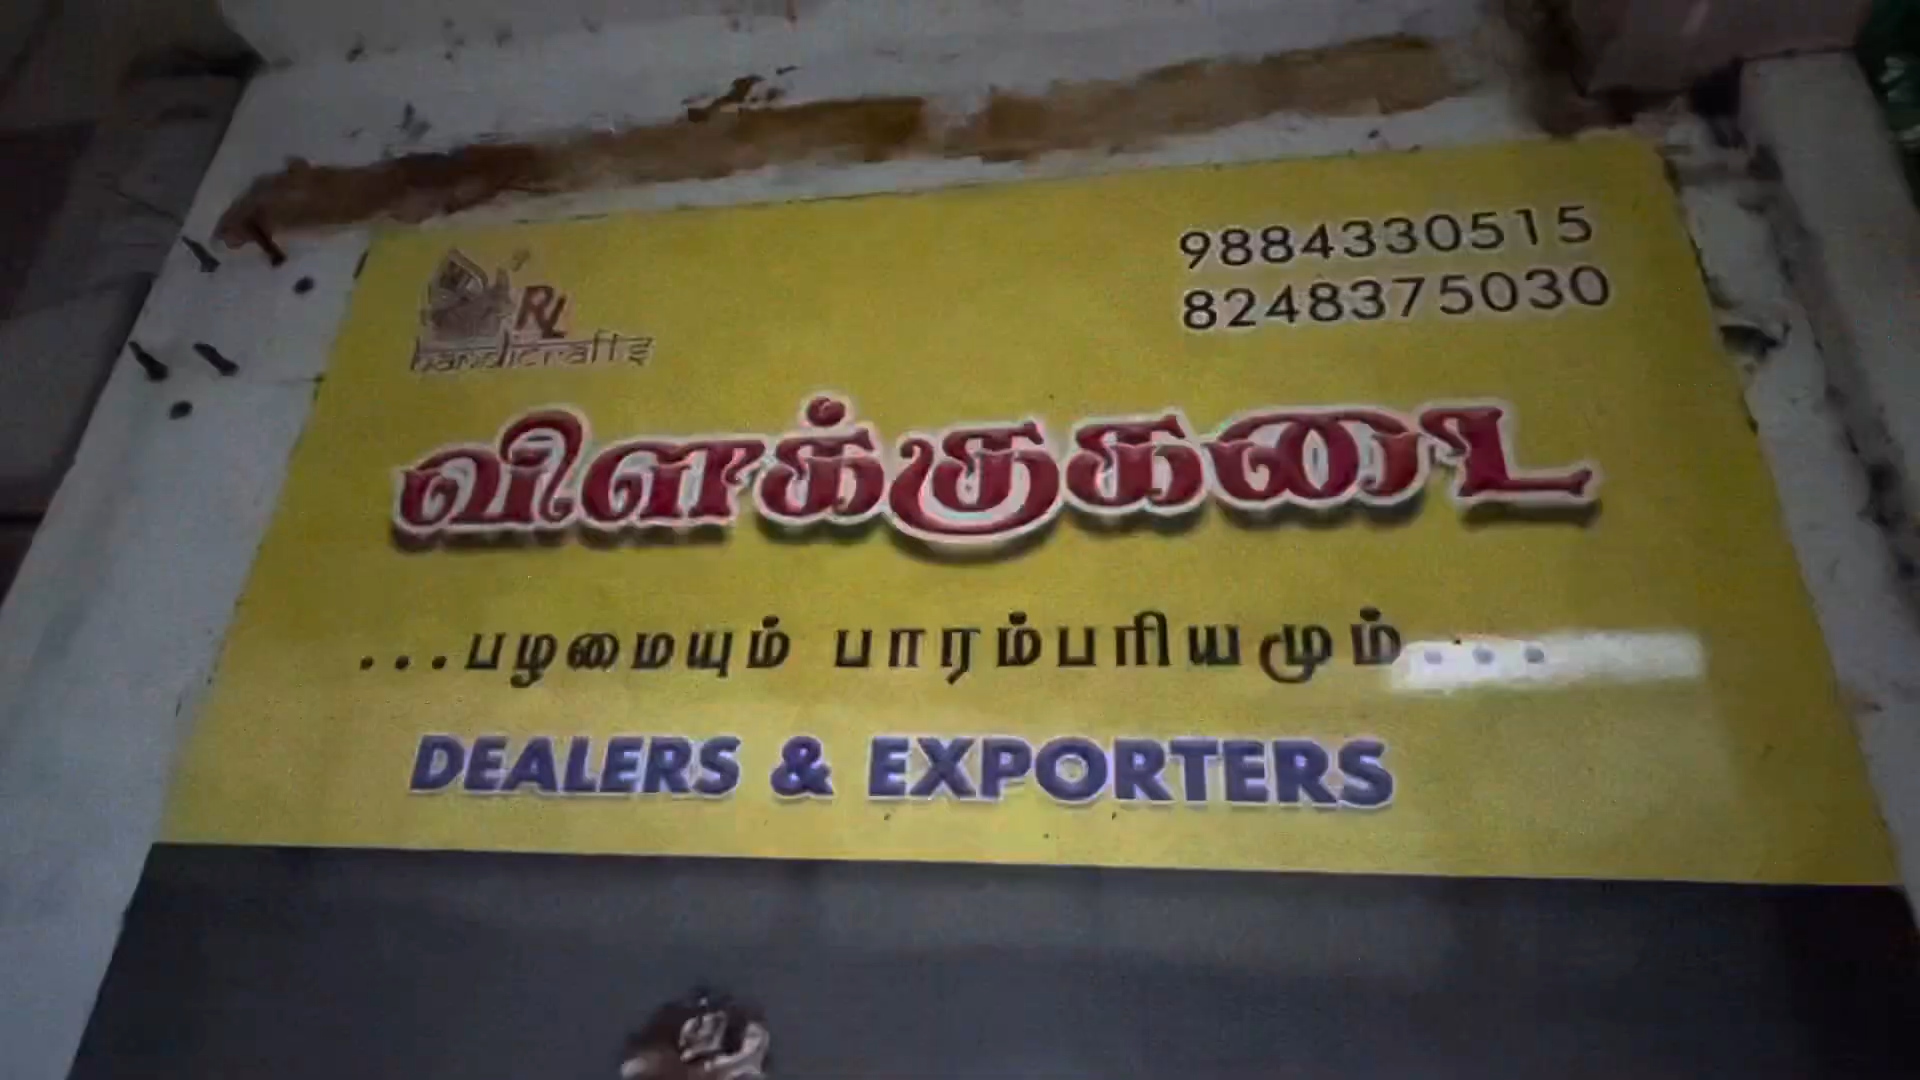 9884330515
8248375030
RL
handicrafts
விளக்குகடை
...பழமையும் பாரம்பரியமும்...
DEALERS & EXPORTERS